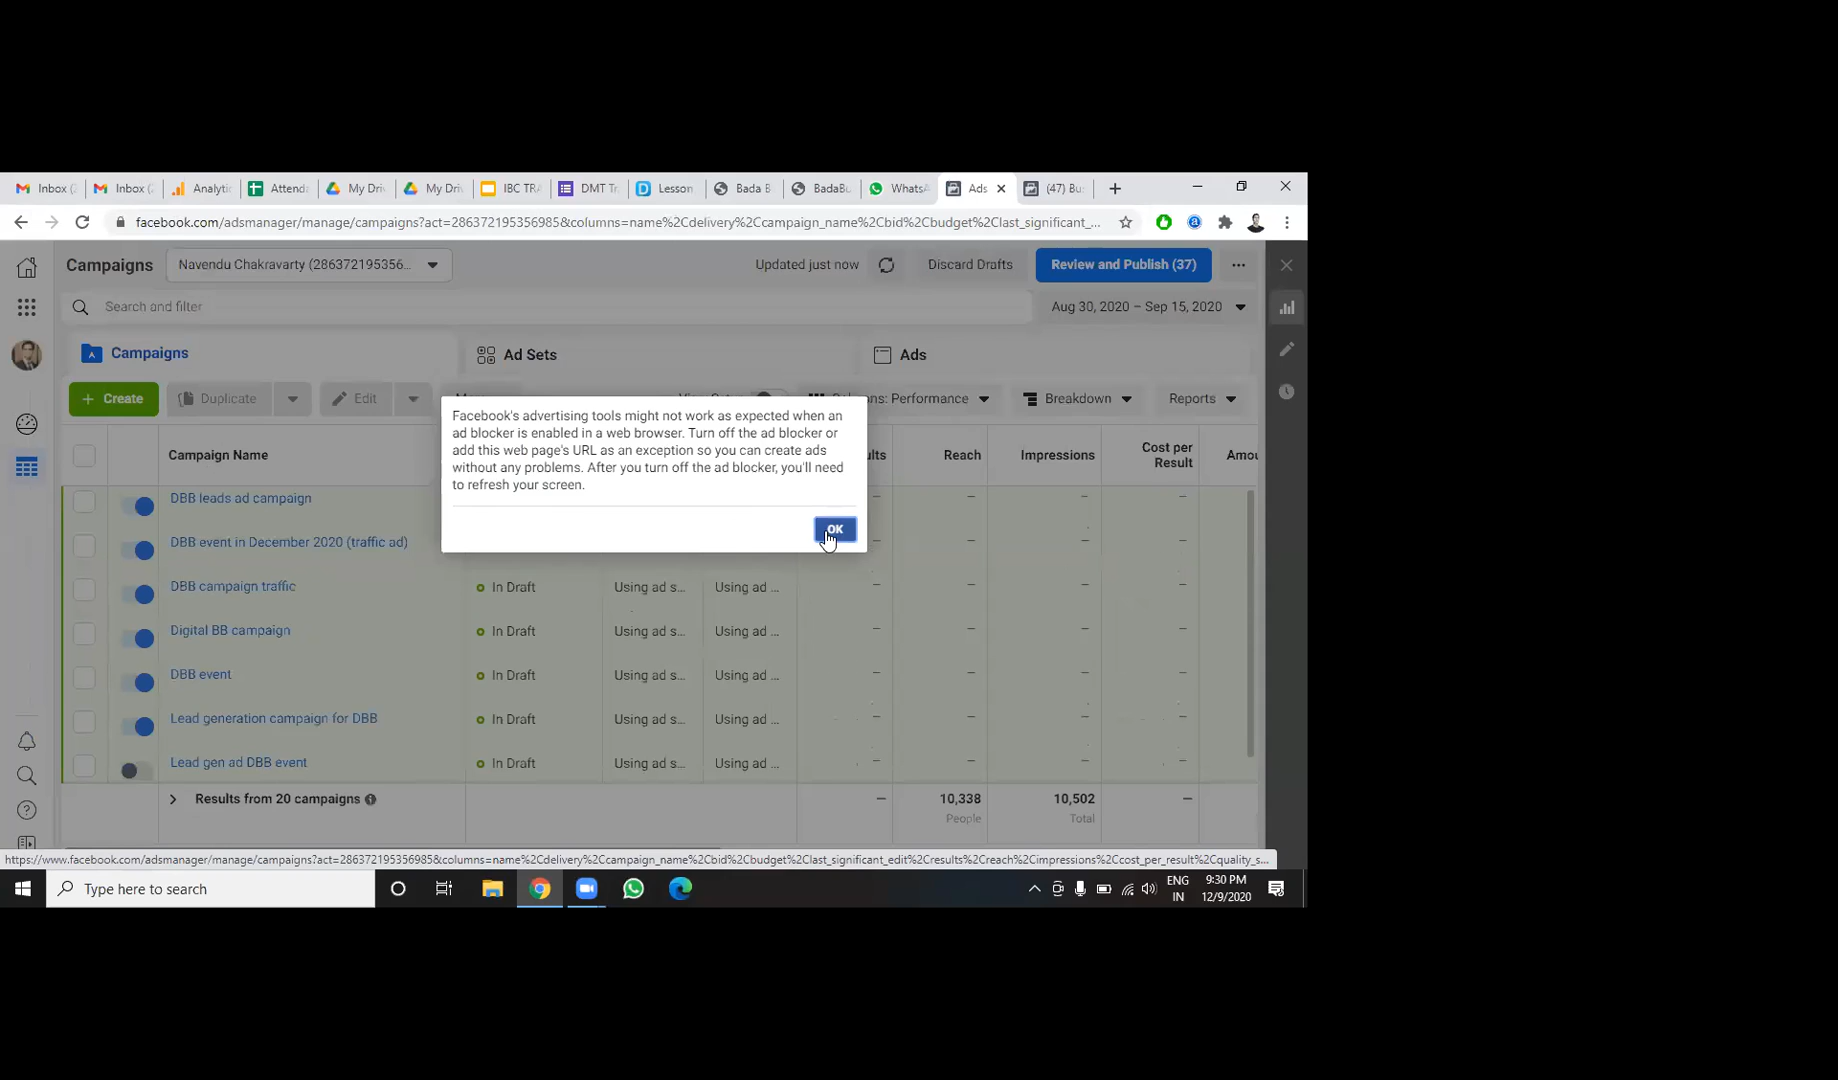 Inbox (
Inbox (
Analytic
Attend
My Dri
My Dri
IBC TRA
DMT Tr
Lesson
Bada B
BadaBu
WhatsA
Ads
(47) Bu
facebook.com/adsmanager/manage/campaigns?act=286372195356985&columns=name%2Cdelivery%2Ccampaign_name%2Cbid%2Cbudget%2Clast_significant_...
Campaigns
Navendu Chakravarty (286372195356...
Updated just now
Discard Drafts
Review and Publish (37)
Search and filter
Aug 30, 2020 – Sep 15, 2020
Campaigns
Ad Sets
Ads
+ Create
Duplicate
Edit
: Performance
Breakdown
Reports
Facebook's advertising tools might not work as expected when an
ad blocker is enabled in a web browser. Turn off the ad blocker or
add this web page's URL as an exception so you can create ads
without any problems. After you turn off the ad blocker, you'll need
to refresh your screen.
OK
Campaign Name
ults
Reach
Impressions
Cost per
Result
Amou
DBB leads ad campaign
– – – –
DBB event in December 2020 (traffic ad)
– – – –
DBB campaign traffic
In Draft
Using ad s...
Using ad ...
– – – –
Digital BB campaign
In Draft
Using ad s...
Using ad ...
– – – –
DBB event
In Draft
Using ad s...
Using ad ...
– – – –
Lead generation campaign for DBB
In Draft
Using ad s...
Using ad ...
– – – –
Lead gen ad DBB event
In Draft
Using ad s...
Using ad ...
– – – –
Results from 20 campaigns
–
10,338
People
10,502
Total
–
https://www.facebook.com/adsmanager/manage/campaigns?act=286372195356985&columns=name%2Cdelivery%2Ccampaign_name%2Cbid%2Cbudget%2Clast_significant_edit%2Cresults%2Creach%2Cimpressions%2Ccost_per_result%2Cquality_s...
Type here to search
ENG
IN
9:30 PM
12/9/2020